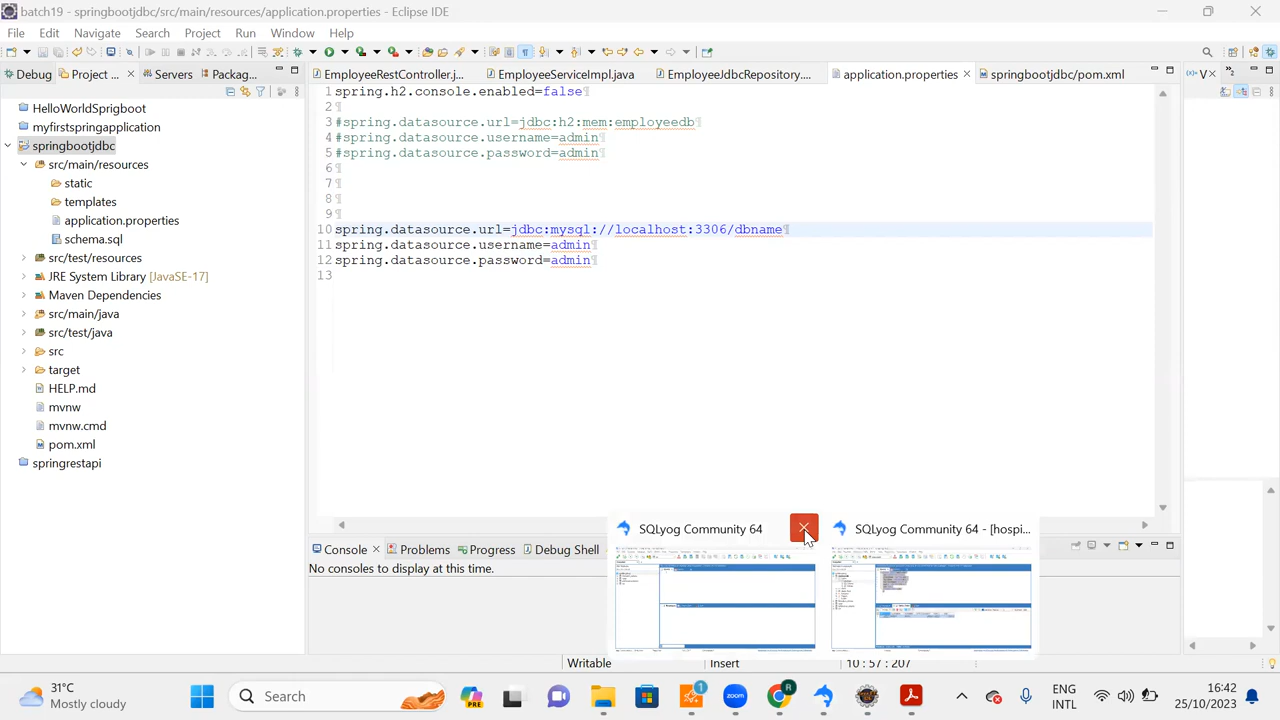 batch19 - springbootjdbc/src/main/resources/application.properties - Eclipse IDE
File Edit Navigate Search Project Run Window Help
Debug Project ... Servers Packag...
EmployeeRestController.j... EmployeeServiceImpl.java EmployeeJdbcRepository.... application.properties springbootjdbc/pom.xml
HelloWorldSprigboot
myfirstspringapplication
springbootjdbc
src/main/resources
static
templates
application.properties
schema.sql
src/test/resources
JRE System Library [JavaSE-17]
Maven Dependencies
src/main/java
src/test/java
src
target
HELP.md
mvnw
mvnw.cmd
pom.xml
springrestapi
1 spring.h2.console.enabled=false¶
2 ¶
3 #spring.datasource.url=jdbc:h2:mem:employeedb¶
4 #spring.datasource.username=admin¶
5 #spring.datasource.password=admin¶
6 ¶
7 ¶
8 ¶
9 ¶
10 spring.datasource.url=jdbc:mysql://localhost:3306/dbname¶
11 spring.datasource.username=admin¶
12 spring.datasource.password=admin¶
13
V
SQLyog Community 64
SQLyog Community 64 - [hospi...
Console Problems Progress Debug Shell
No consoles to display at this time.
Writable Insert 10 : 57 : 207
31°C
Mostly cloudy
Search
PRE
1
R
ENG
INTL
16:42
25/10/2023